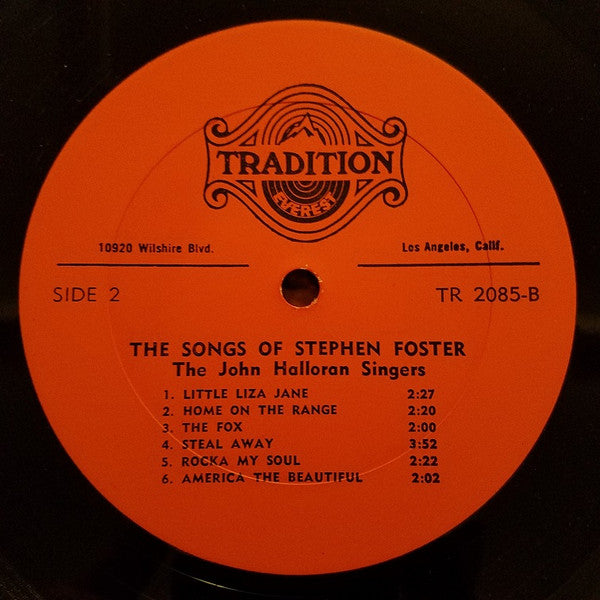 TRADITION
EVEREST
10920 Wilshire Blvd. Los Angeles, Calif.
SIDE 2 TR 2085-B
THE SONGS OF STEPHEN FOSTER
The John Halloran Singers
1. LITTLE LIZA JANE 2:27
2. HOME ON THE RANGE 2:20
3. THE FOX 2:00
4. STEAL AWAY 3:52
5. ROCKA MY SOUL 2:22
6. AMERICA THE BEAUTIFUL 2:02